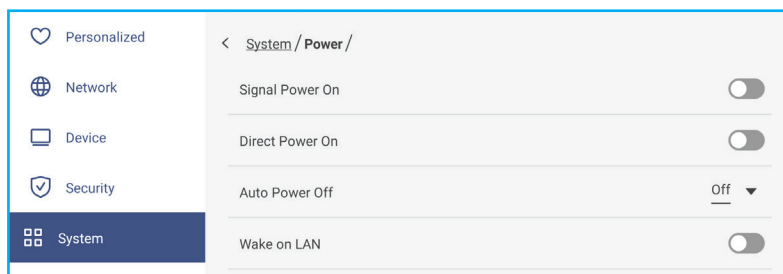 Personalized
Network
Device
Security
System
< System / Power /
Signal Power On
Direct Power On
Auto Power Off Off
Wake on LAN